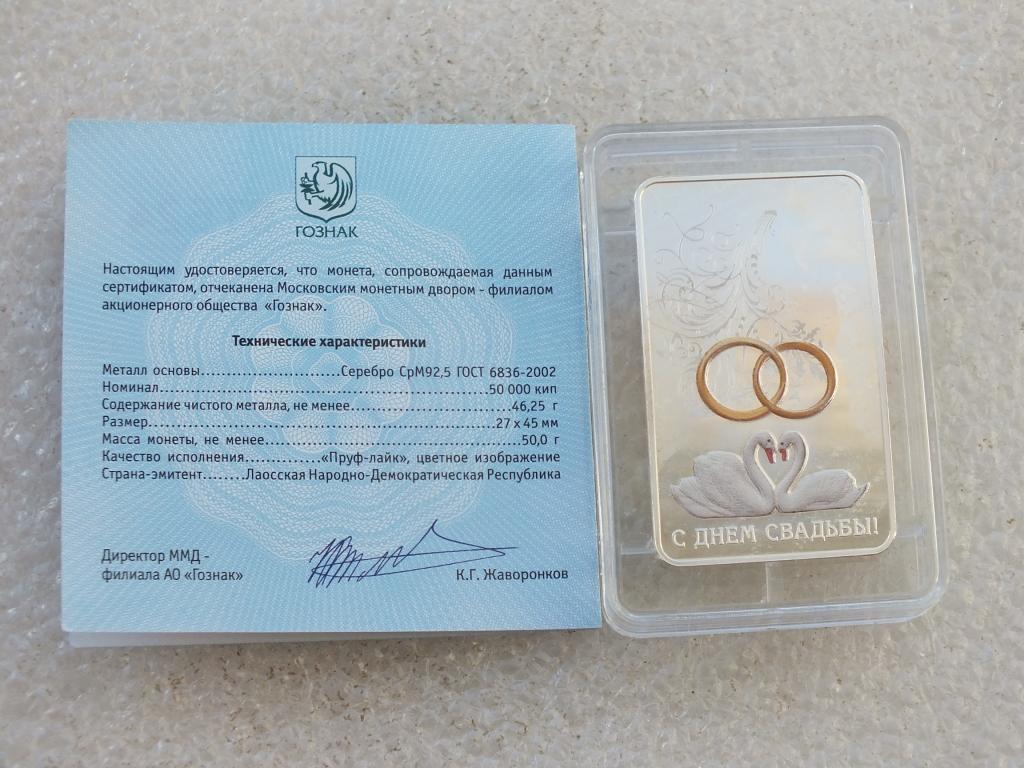 ГОЗНАК
Настоящим удостоверяется, что монета, сопровождаемая данным
сертификатом, отчеканена Московским монетным двором - филиалом
акционерного общества «Гознак».
Технические характеристики
Металл основы..........................Серебро СрМ92,5 ГОСТ 6836-2002
Номинал..............................................................50 000 кип
Содержание чистого металла, не менее..............................46,25 г
Размер...................................................................27 х 45 мм
Масса монеты, не менее................................................50,0 г
Качество исполнения..............«Пруф-лайк», цветное изображение
Страна-эмитент........Лаосская Народно-Демократическая Республика
Директор ММД -
филиала АО «Гознак»
К.Г. Жаворонков
С ДНЕМ СВАДЬБЫ!